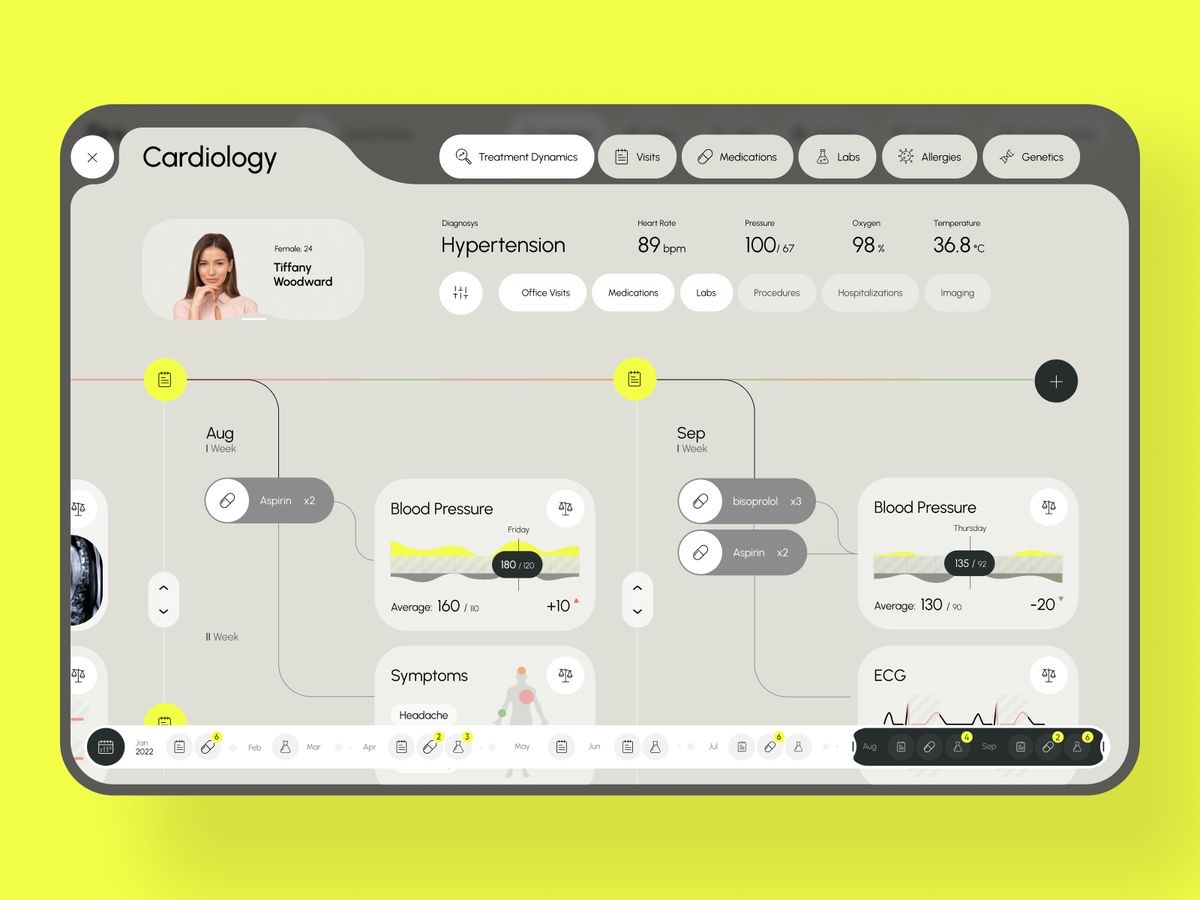 Cardiology
Treatment Dynamics
Visits
Medications
Labs
Allergies
Genetics
Female, 24
Tiffany
Woodward
Diagnosys
Hypertension
Heart Rate
89 bpm
Pressure
100/ 67
Oxygen
98 %
Temperature
36.8 °C
Office Visits
Medications
Labs
Procedures
Hospitalizations
Imaging
Aug
I Week
Aspirin x2
II Week
Blood Pressure
Friday
180 / 120
Average: 160 / 110
+10
Symptoms
Headache
Sep
I Week
bisoprolol x3
Aspirin x2
Blood Pressure
Thursday
135 / 92
Average: 130 / 90
-20
ECG
Jan
2022
6
Feb
Mar
Apr
2
3
May
Jun
Jul
6
Aug
4
Sep
2
6